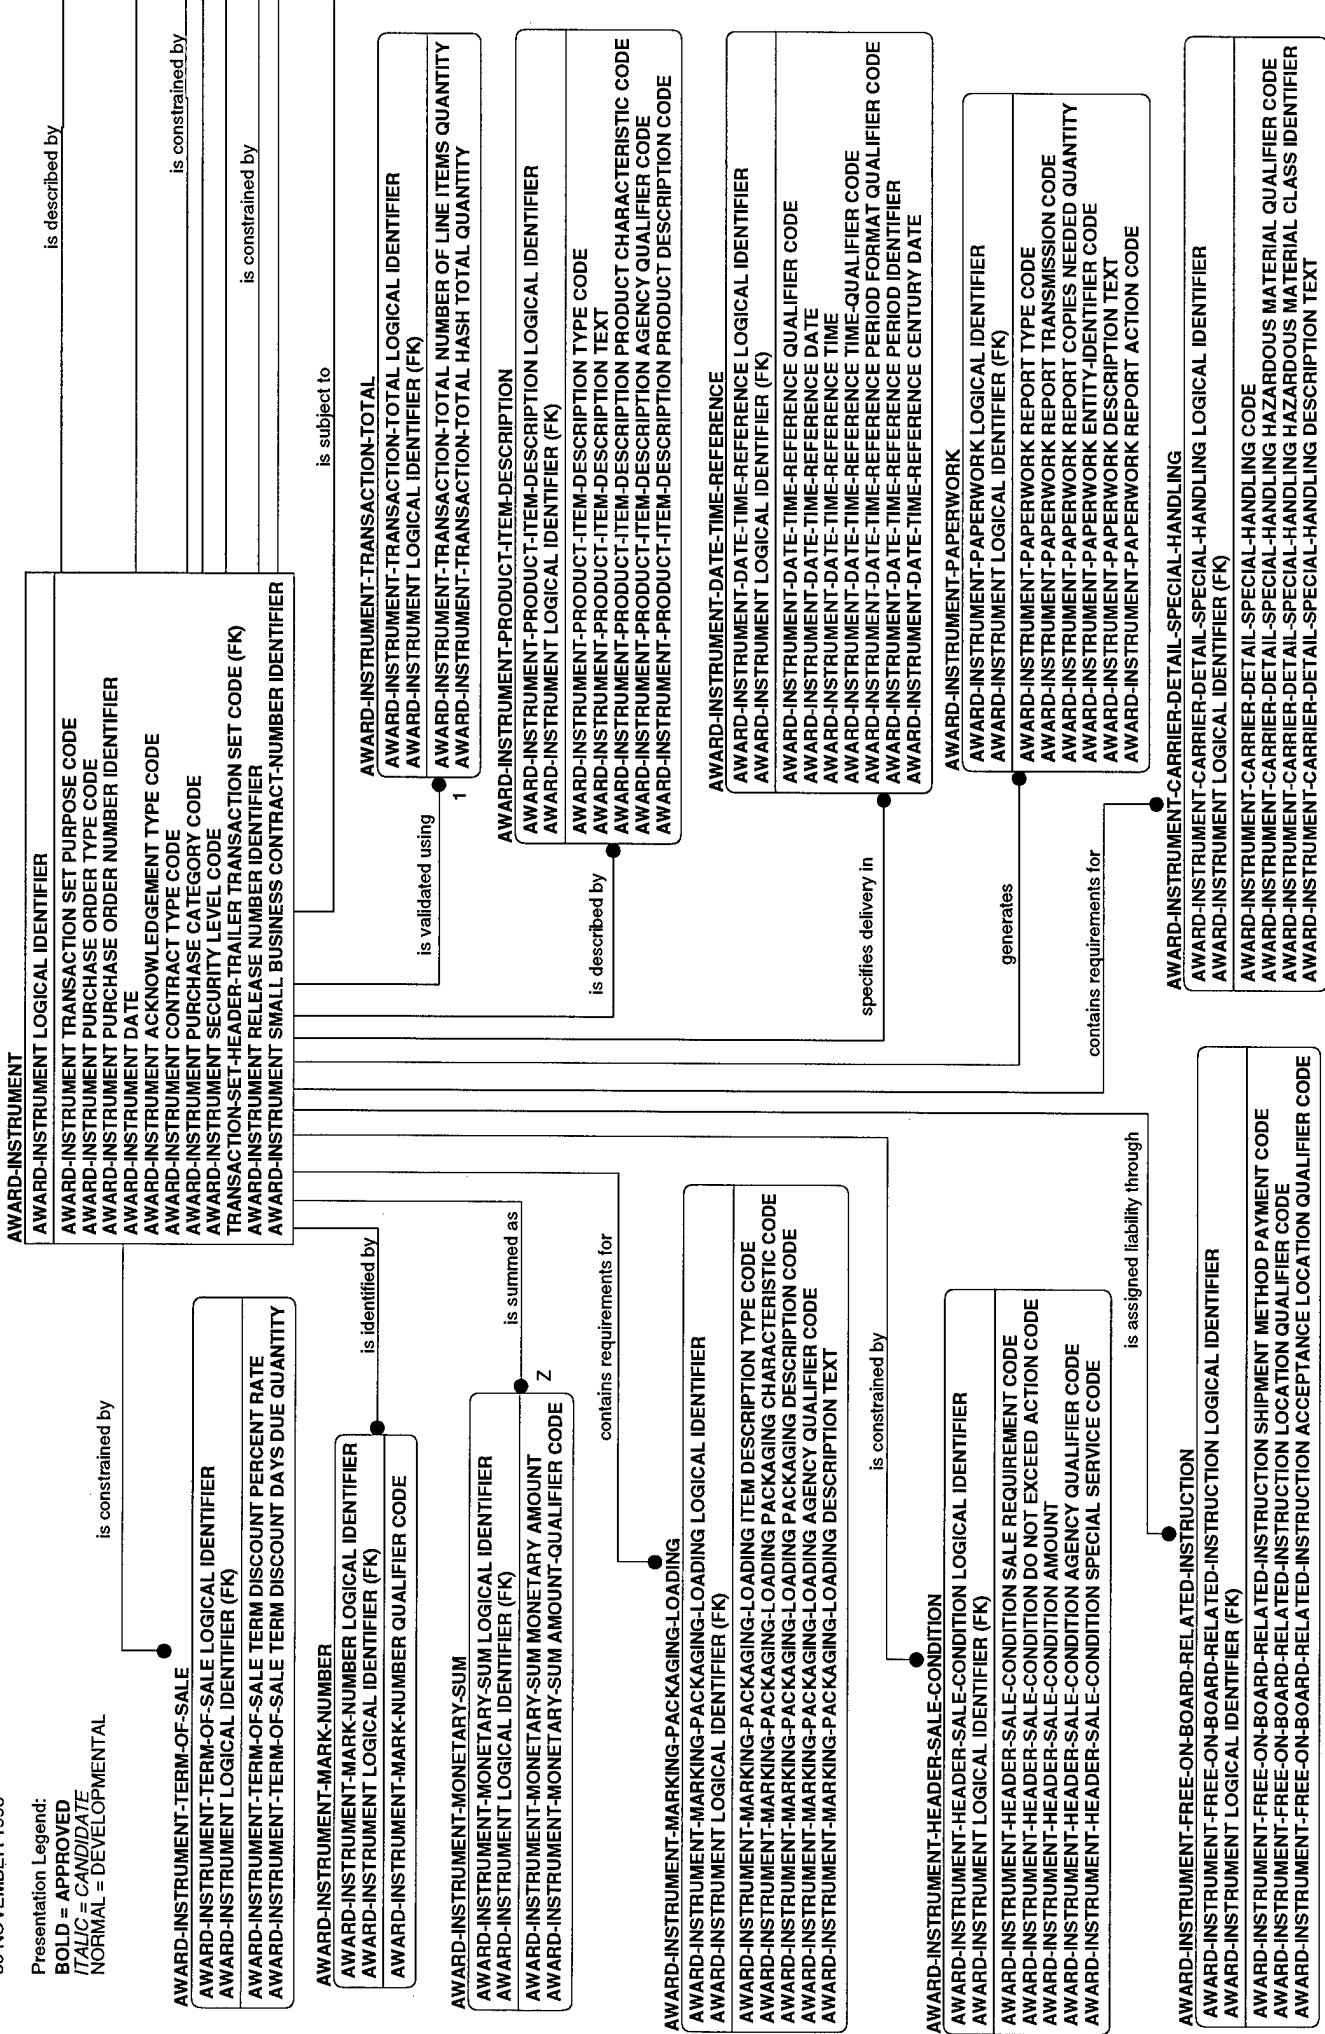 30 NOVEMBER 1998
Presentation Legend:
BOLD = APPROVED
ITALIC = CANDIDATE
NORMAL = DEVELOPMENTAL
AWARD-INSTRUMENT
AWARD-INSTRUMENT LOGICAL IDENTIFIER
AWARD-INSTRUMENT TRANSACTION SET PURPOSE CODE
AWARD-INSTRUMENT PURCHASE ORDER TYPE CODE
AWARD-INSTRUMENT PURCHASE ORDER NUMBER IDENTIFIER
AWARD-INSTRUMENT DATE
AWARD-INSTRUMENT ACKNOWLEDGEMENT TYPE CODE
AWARD-INSTRUMENT CONTRACT TYPE CODE
AWARD-INSTRUMENT PURCHASE CATEGORY CODE
AWARD-INSTRUMENT SECURITY LEVEL CODE
TRANSACTION-SET-HEADER-TRAILER TRANSACTION SET CODE (FK)
AWARD-INSTRUMENT RELEASE NUMBER IDENTIFIER
AWARD-INSTRUMENT SMALL BUSINESS CONTRACT-NUMBER IDENTIFIER
is described by
is constrained by
is constrained by
is subject to
is constrained by
AWARD-INSTRUMENT-TERM-OF-SALE
AWARD-INSTRUMENT-TERM-OF-SALE LOGICAL IDENTIFIER
AWARD-INSTRUMENT LOGICAL IDENTIFIER (FK)
AWARD-INSTRUMENT-TERM-OF-SALE TERM DISCOUNT PERCENT RATE
AWARD-INSTRUMENT-TERM-OF-SALE TERM DISCOUNT DAYS DUE QUANTITY
is identified by
AWARD-INSTRUMENT-MARK-NUMBER
AWARD-INSTRUMENT-MARK-NUMBER LOGICAL IDENTIFIER
AWARD-INSTRUMENT LOGICAL IDENTIFIER (FK)
AWARD-INSTRUMENT-MARK-NUMBER QUALIFIER CODE
is summed as
Z
AWARD-INSTRUMENT-MONETARY-SUM
AWARD-INSTRUMENT-MONETARY-SUM LOGICAL IDENTIFIER
AWARD-INSTRUMENT LOGICAL IDENTIFIER (FK)
AWARD-INSTRUMENT-MONETARY-SUM MONETARY AMOUNT
AWARD-INSTRUMENT-MONETARY-SUM AMOUNT-QUALIFIER CODE
contains requirements for
AWARD-INSTRUMENT-MARKING-PACKAGING-LOADING
AWARD-INSTRUMENT-MARKING-PACKAGING-LOADING LOGICAL IDENTIFIER
AWARD-INSTRUMENT LOGICAL IDENTIFIER (FK)
AWARD-INSTRUMENT-MARKING-PACKAGING-LOADING ITEM DESCRIPTION TYPE CODE
AWARD-INSTRUMENT-MARKING-PACKAGING-LOADING PACKAGING CHARACTERISTIC CODE
AWARD-INSTRUMENT-MARKING-PACKAGING-LOADING PACKAGING DESCRIPTION CODE
AWARD-INSTRUMENT-MARKING-PACKAGING-LOADING AGENCY QUALIFIER CODE
AWARD-INSTRUMENT-MARKING-PACKAGING-LOADING DESCRIPTION TEXT
is constrained by
AWARD-INSTRUMENT-HEADER-SALE-CONDITION
AWARD-INSTRUMENT-HEADER-SALE-CONDITION LOGICAL IDENTIFIER
AWARD-INSTRUMENT LOGICAL IDENTIFIER (FK)
AWARD-INSTRUMENT-HEADER-SALE-CONDITION SALE REQUIREMENT CODE
AWARD-INSTRUMENT-HEADER-SALE-CONDITION DO NOT EXCEED ACTION CODE
AWARD-INSTRUMENT-HEADER-SALE-CONDITION AMOUNT
AWARD-INSTRUMENT-HEADER-SALE-CONDITION AGENCY QUALIFIER CODE
AWARD-INSTRUMENT-HEADER-SALE-CONDITION SPECIAL SERVICE CODE
is assigned liability through
AWARD-INSTRUMENT-FREE-ON-BOARD-RELATED-INSTRUCTION
AWARD-INSTRUMENT-FREE-ON-BOARD-RELATED-INSTRUCTION LOGICAL IDENTIFIER
AWARD-INSTRUMENT LOGICAL IDENTIFIER (FK)
AWARD-INSTRUMENT-FREE-ON-BOARD-RELATED-INSTRUCTION SHIPMENT METHOD PAYMENT CODE
AWARD-INSTRUMENT-FREE-ON-BOARD-RELATED-INSTRUCTION LOCATION QUALIFIER CODE
AWARD-INSTRUMENT-FREE-ON-BOARD-RELATED-INSTRUCTION ACCEPTANCE LOCATION QUALIFIER CODE
is validated using
1
AWARD-INSTRUMENT-TRANSACTION-TOTAL
AWARD-INSTRUMENT-TRANSACTION-TOTAL LOGICAL IDENTIFIER
AWARD-INSTRUMENT LOGICAL IDENTIFIER (FK)
AWARD-INSTRUMENT-TRANSACTION-TOTAL NUMBER OF LINE ITEMS QUANTITY
AWARD-INSTRUMENT-TRANSACTION-TOTAL HASH TOTAL QUANTITY
is described by
AWARD-INSTRUMENT-PRODUCT-ITEM-DESCRIPTION
AWARD-INSTRUMENT-PRODUCT-ITEM-DESCRIPTION LOGICAL IDENTIFIER
AWARD-INSTRUMENT LOGICAL IDENTIFIER (FK)
AWARD-INSTRUMENT-PRODUCT-ITEM-DESCRIPTION TYPE CODE
AWARD-INSTRUMENT-PRODUCT-ITEM-DESCRIPTION TEXT
AWARD-INSTRUMENT-PRODUCT-ITEM-DESCRIPTION PRODUCT CHARACTERISTIC CODE
AWARD-INSTRUMENT-PRODUCT-ITEM-DESCRIPTION AGENCY QUALIFIER CODE
AWARD-INSTRUMENT-PRODUCT-ITEM-DESCRIPTION PRODUCT DESCRIPTION CODE
specifies delivery in
AWARD-INSTRUMENT-DATE-TIME-REFERENCE
AWARD-INSTRUMENT-DATE-TIME-REFERENCE LOGICAL IDENTIFIER
AWARD-INSTRUMENT LOGICAL IDENTIFIER (FK)
AWARD-INSTRUMENT-DATE-TIME-REFERENCE QUALIFIER CODE
AWARD-INSTRUMENT-DATE-TIME-REFERENCE DATE
AWARD-INSTRUMENT-DATE-TIME-REFERENCE TIME
AWARD-INSTRUMENT-DATE-TIME-REFERENCE TIME-QUALIFIER CODE
AWARD-INSTRUMENT-DATE-TIME-REFERENCE PERIOD FORMAT QUALIFIER CODE
AWARD-INSTRUMENT-DATE-TIME-REFERENCE PERIOD IDENTIFIER
AWARD-INSTRUMENT-DATE-TIME-REFERENCE CENTURY DATE
generates
AWARD-INSTRUMENT-PAPERWORK
AWARD-INSTRUMENT-PAPERWORK LOGICAL IDENTIFIER
AWARD-INSTRUMENT LOGICAL IDENTIFIER (FK)
AWARD-INSTRUMENT-PAPERWORK REPORT TYPE CODE
AWARD-INSTRUMENT-PAPERWORK REPORT TRANSMISSION CODE
AWARD-INSTRUMENT-PAPERWORK REPORT COPIES NEEDED QUANTITY
AWARD-INSTRUMENT-PAPERWORK ENTITY-IDENTIFIER CODE
AWARD-INSTRUMENT-PAPERWORK DESCRIPTION TEXT
AWARD-INSTRUMENT-PAPERWORK REPORT ACTION CODE
contains requirements for
AWARD-INSTRUMENT-CARRIER-DETAIL-SPECIAL-HANDLING
AWARD-INSTRUMENT-CARRIER-DETAIL-SPECIAL-HANDLING LOGICAL IDENTIFIER
AWARD-INSTRUMENT LOGICAL IDENTIFIER (FK)
AWARD-INSTRUMENT-CARRIER-DETAIL-SPECIAL-HANDLING CODE
AWARD-INSTRUMENT-CARRIER-DETAIL-SPECIAL-HANDLING HAZARDOUS MATERIAL QUALIFIER CODE
AWARD-INSTRUMENT-CARRIER-DETAIL-SPECIAL-HANDLING HAZARDOUS MATERIAL CLASS IDENTIFIER
AWARD-INSTRUMENT-CARRIER-DETAIL-SPECIAL-HANDLING DESCRIPTION TEXT